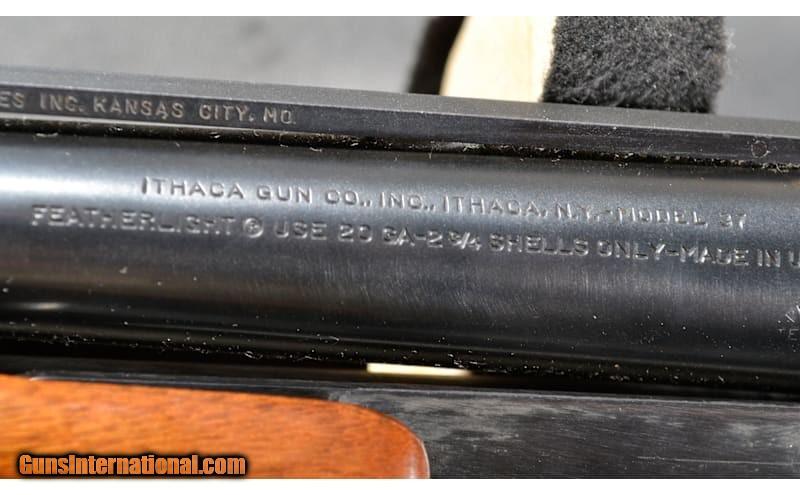 ES INC. KANSAS CITY, MO.
ITHACA GUN CO., INC., ITHACA, N.Y.-MODEL 37
FEATHERLIGHT ® USE 20 GA-2 3/4 SHELLS ONLY-MADE IN U
TE
GunsInternational.com